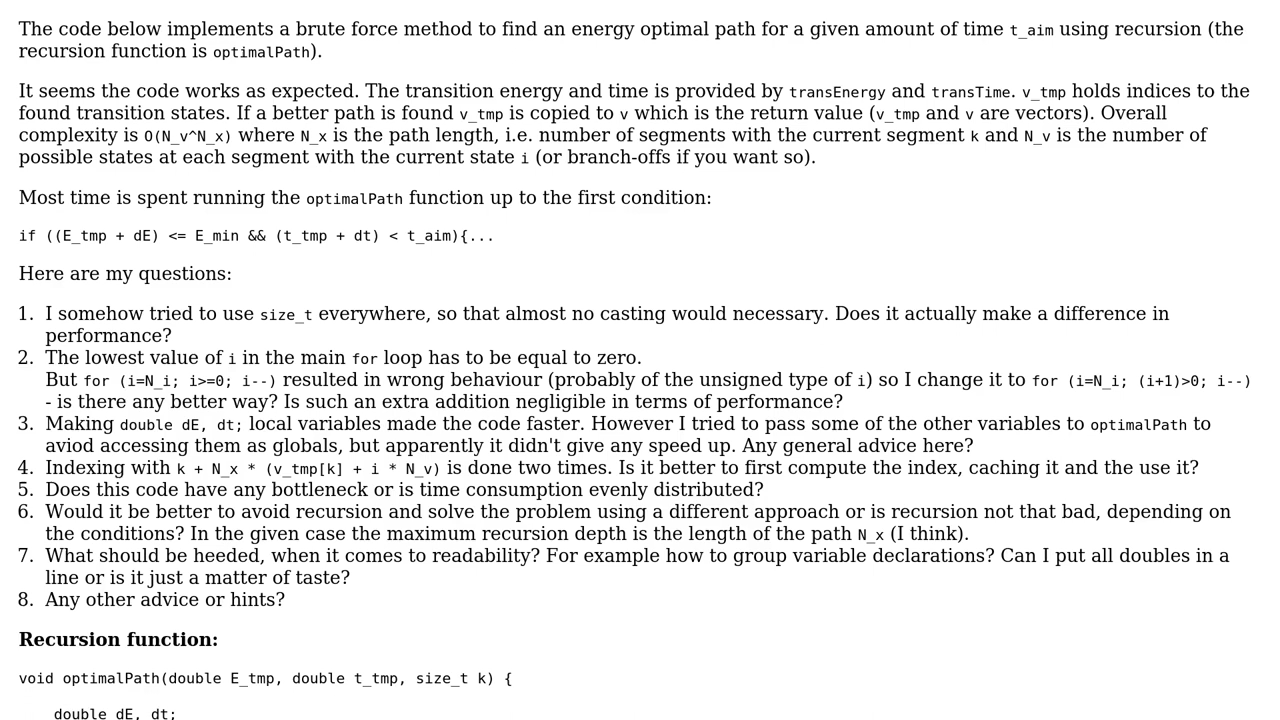 The code below implements a brute force method to find an energy optimal path for a given amount of time t_aim using recursion (the
recursion function is optimalPath).
It seems the code works as expected. The transition energy and time is provided by transEnergy and transTime. v_tmp holds indices to the
found transition states. If a better path is found v_tmp is copied to v which is the return value (v_tmp and v are vectors). Overall
complexity is O(N_v^N_x) where N_x is the path length, i.e. number of segments with the current segment k and N_v is the number of
possible states at each segment with the current state i (or branch-offs if you want so).
Most time is spent running the optimalPath function up to the first condition:
if ((E_tmp + dE) <= E_min && (t_tmp + dt) < t_aim){...
Here are my questions:
1. I somehow tried to use size_t everywhere, so that almost no casting would necessary. Does it actually make a difference in
performance?
2. The lowest value of i in the main for loop has to be equal to zero.
But for (i=N_i; i>=0; i--) resulted in wrong behaviour (probably of the unsigned type of i) so I change it to for (i=N_i; (i+1)>0; i--)
- is there any better way? Is such an extra addition negligible in terms of performance?
3. Making double dE, dt; local variables made the code faster. However I tried to pass some of the other variables to optimalPath to
aviod accessing them as globals, but apparently it didn't give any speed up. Any general advice here?
4. Indexing with k + N_x * (v_tmp[k] + i * N_v) is done two times. Is it better to first compute the index, caching it and the use it?
5. Does this code have any bottleneck or is time consumption evenly distributed?
6. Would it be better to avoid recursion and solve the problem using a different approach or is recursion not that bad, depending on
the conditions? In the given case the maximum recursion depth is the length of the path N_x (I think).
7. What should be heeded, when it comes to readability? For example how to group variable declarations? Can I put all doubles in a
line or is it just a matter of taste?
8. Any other advice or hints?
Recursion function:
void optimalPath(double E_tmp, double t_tmp, size_t k) {
double dE, dt;